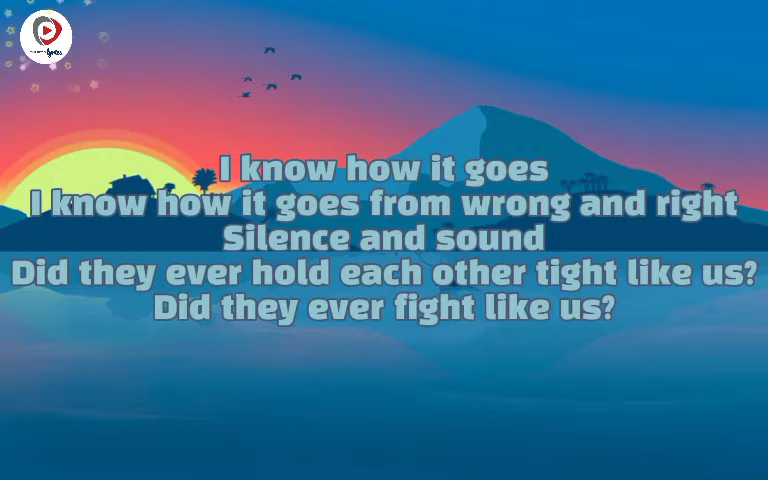 I know how it goes
I know how it goes from wrong and right
Silence and sound
Did they ever hold each other tight like us?
Did they ever fight like us?